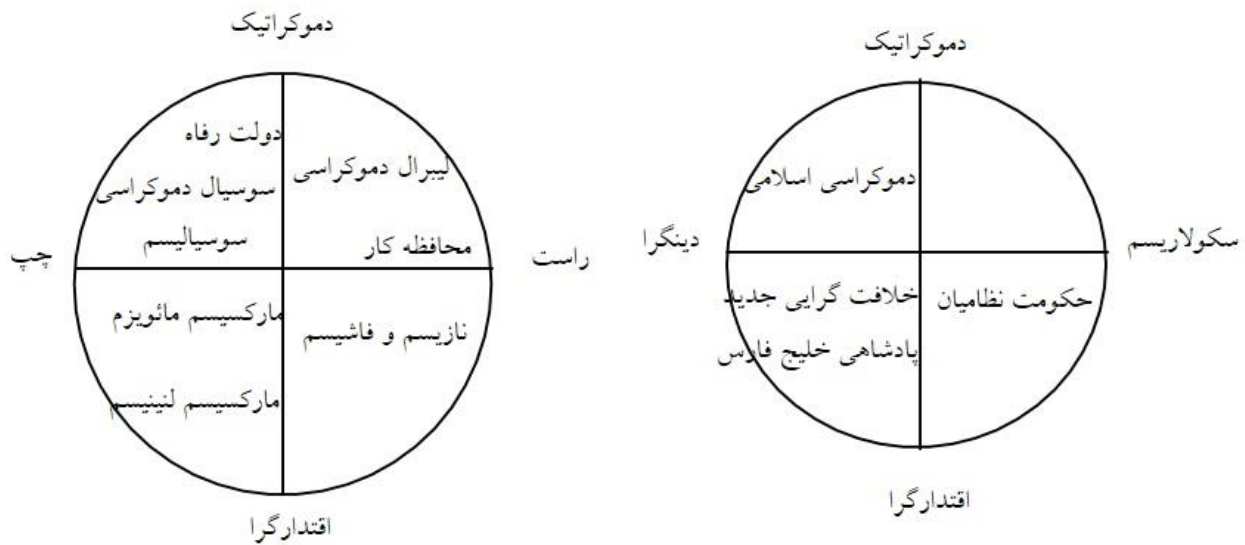 دموکراتیک
دولت رفاه
سوسیال دموکراسی
سوسیالیسم
لیبرال دموکراسی
محافظه کار
چپ
راست
مارکسیسم مائویزم
مارکسیسم لنینیسم
نازیسم و فاشیسم
اقتدارگرا
دموکراتیک
دموکراسی اسلامی
دینگرا
سکولاریسم
خلافت گرایی جدید
پادشاهی خلیج فارس
حکومت نظامیان
اقتدارگرا